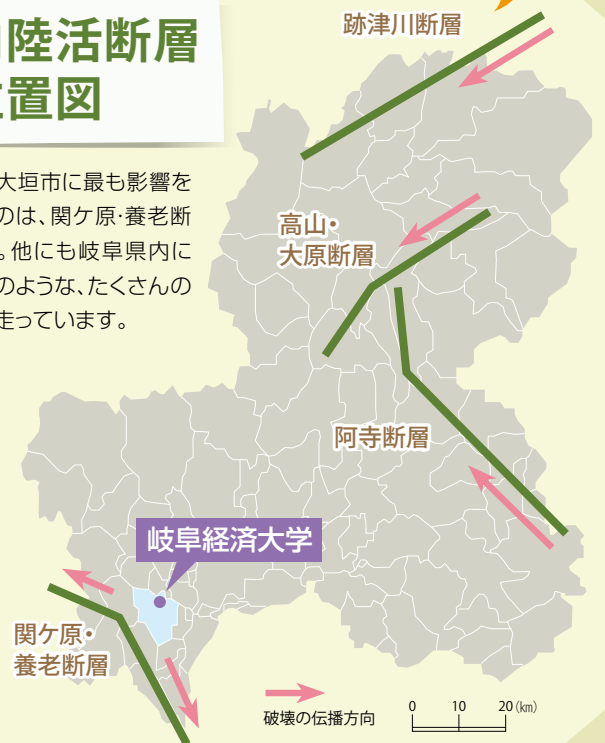 陸活断層
置図
大垣市に最も影響を
のは、関ケ原・養老断
。他にも岐阜県内に
のような、たくさんの
走っています。
跡津川断層
高山・
大原断層
阿寺断層
岐阜経済大学
関ケ原・
養老断層
破壊の伝播方向
0 10 20(km)